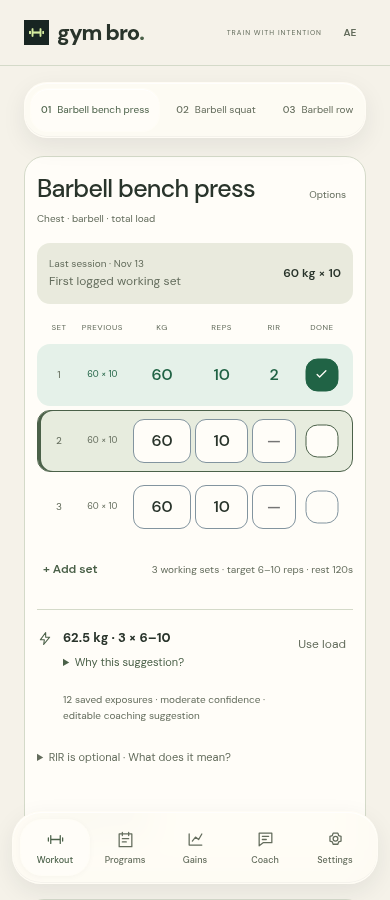 gym bro.
TRAIN WITH INTENTION
AE
01 Barbell bench press
02 Barbell squat
03 Barbell row
Barbell bench press
Options
Chest · barbell · total load
Last session · Nov 13
First logged working set
60 kg × 10
SET PREVIOUS KG REPS RIR DONE
1 60 × 10 60 10 2
2 60 × 10 60 10 —
3 60 × 10 60 10 —
+ Add set
3 working sets · target 6–10 reps · rest 120s
62.5 kg · 3 × 6–10
Use load
Why this suggestion?
12 saved exposures · moderate confidence ·
editable coaching suggestion
RIR is optional · What does it mean?
Workout Programs Gains Coach Settings